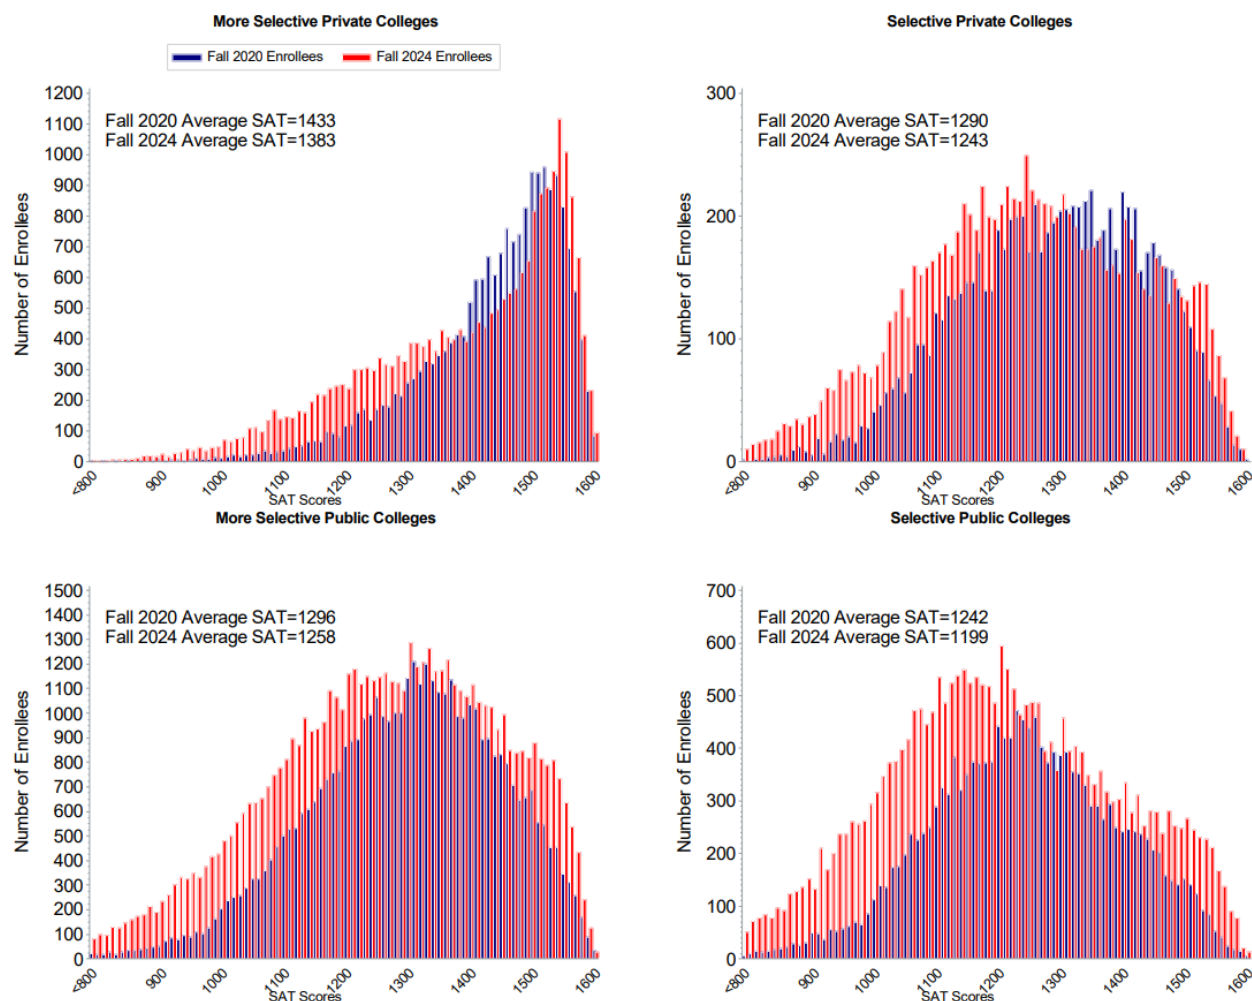 More Selective Private Colleges
Fall 2020 Enrollees Fall 2024 Enrollees
Fall 2020 Average SAT=1433
Fall 2024 Average SAT=1383
Number of Enrollees
1200
1100
1000
900
800
700
600
500
400
300
200
100
0
<800 900 1000 1100 1200 1300 1400 1500 1600
SAT Scores
Selective Private Colleges
Fall 2020 Average SAT=1290
Fall 2024 Average SAT=1243
Number of Enrollees
300
200
100
0
<800 900 1000 1100 1200 1300 1400 1500 1600
SAT Scores
More Selective Public Colleges
Fall 2020 Average SAT=1296
Fall 2024 Average SAT=1258
Number of Enrollees
1500
1400
1300
1200
1100
1000
900
800
700
600
500
400
300
200
100
0
<800 900 1000 1100 1200 1300 1400 1500 1600
SAT Scores
Selective Public Colleges
Fall 2020 Average SAT=1242
Fall 2024 Average SAT=1199
Number of Enrollees
700
600
500
400
300
200
100
0
<800 900 1000 1100 1200 1300 1400 1500 1600
SAT Scores